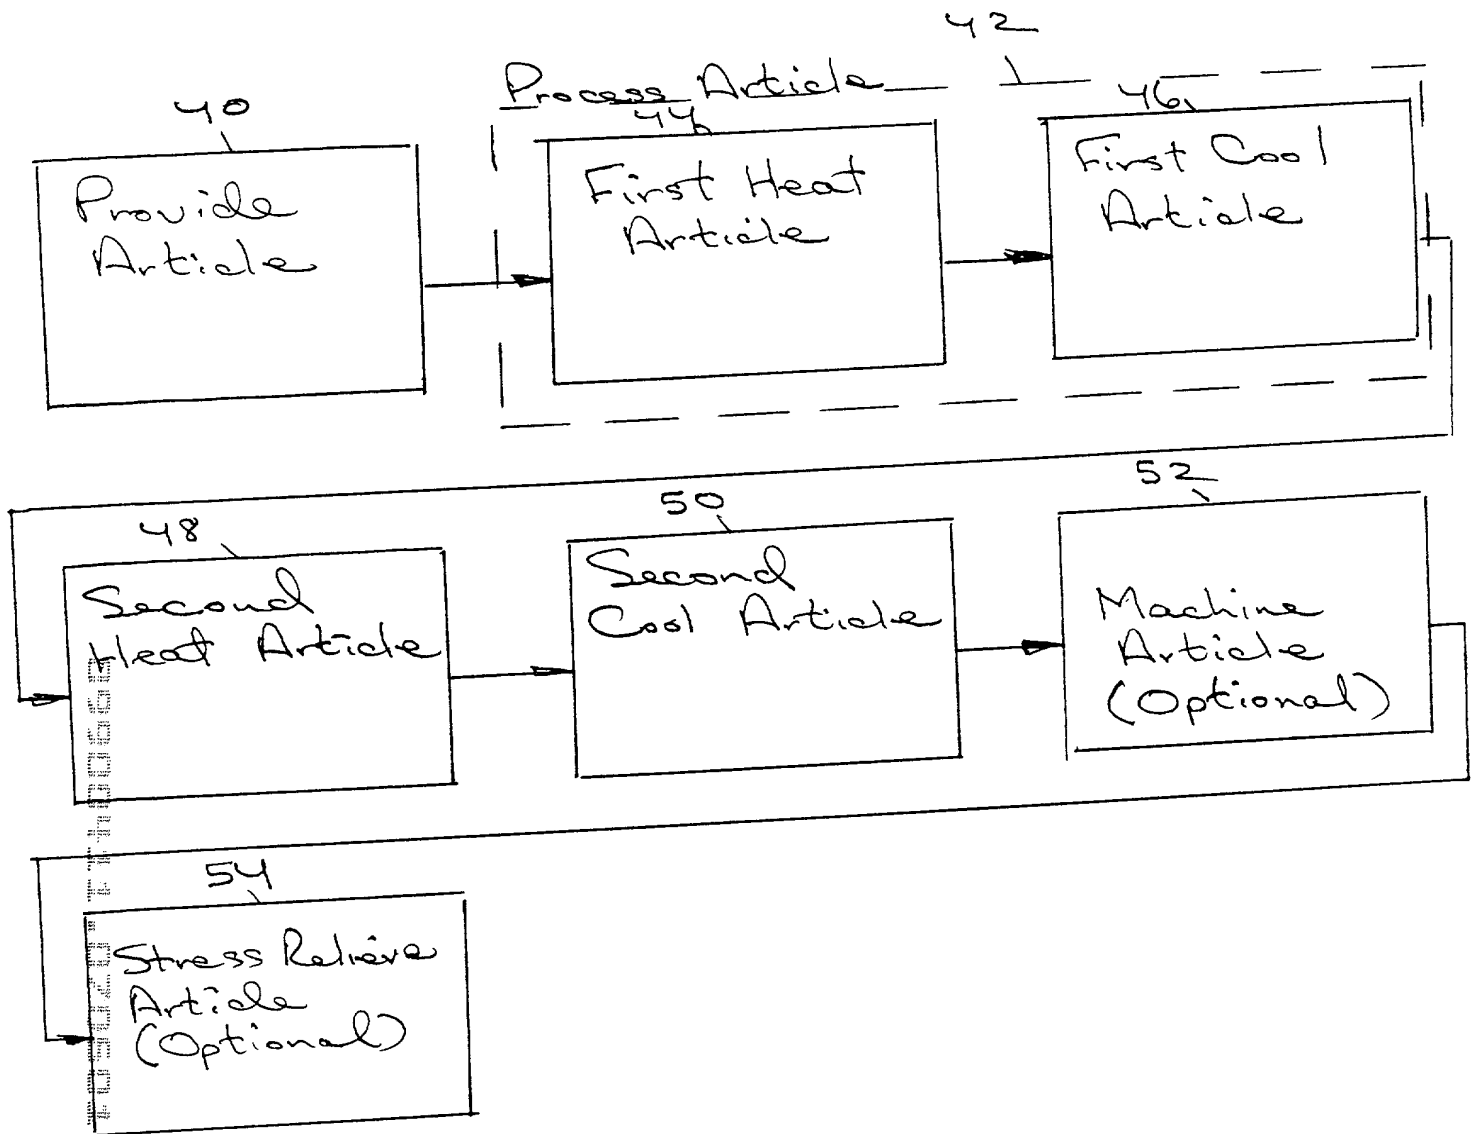 42
Process Article
40
44
46
Provide
Article
First Heat
Article
First Cool
Article
48
50
52
Second
Heat Article
Second
Cool Article
Machine
Article
(Optional)
54
Stress Relieve
Article
(Optional)